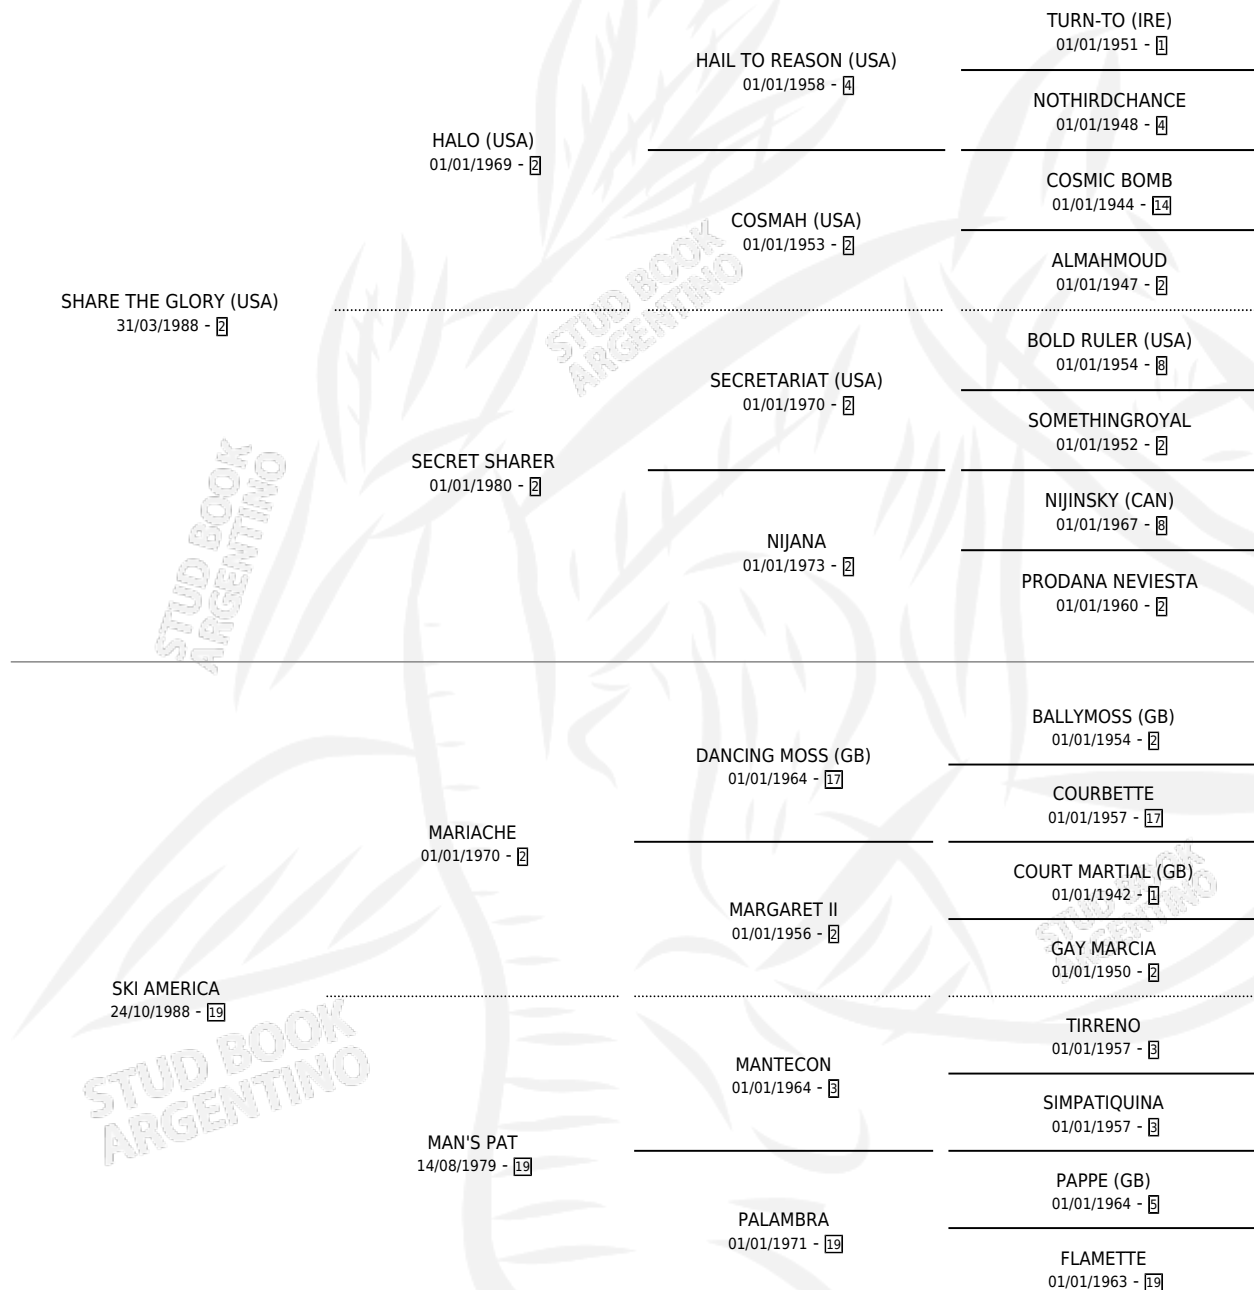 TURN-TO (IRE)
01/01/1951 - 1
HAIL TO REASON (USA)
01/01/1958 - 4
NOTHIRDCHANCE
01/01/1948 - 4
HALO (USA)
01/01/1969 - 2
COSMIC BOMB
01/01/1944 - 14
COSMAH (USA)
01/01/1953 - 2
ALMAHMOUD
01/01/1947 - 2
SHARE THE GLORY (USA)
31/03/1988 - 2
STUD BOOK
ARGENTINO
BOLD RULER (USA)
01/01/1954 - 8
SECRETARIAT (USA)
01/01/1970 - 2
SOMETHINGROYAL
01/01/1952 - 2
SECRET SHARER
01/01/1980 - 2
STUD BOOK
ARGENTINO
NIJINSKY (CAN)
01/01/1967 - 8
NIJANA
01/01/1973 - 2
PRODANA NEVIESTA
01/01/1960 - 2
BALLYMOSS (GB)
01/01/1954 - 2
DANCING MOSS (GB)
01/01/1964 - 17
COURBETTE
01/01/1957 - 17
MARIACHE
01/01/1970 - 2
COURT MARTIAL (GB)
01/01/1942 - 1
STUD BOOK
ARGENTINO
MARGARET II
01/01/1956 - 2
GAY MARCIA
01/01/1950 - 2
SKI AMERICA
24/10/1988 - 19
STUD BOOK
ARGENTINO
TIRRENO
01/01/1957 - 3
MANTECON
01/01/1964 - 3
SIMPATIQUINA
01/01/1957 - 3
MAN'S PAT
14/08/1979 - 19
PAPPE (GB)
01/01/1964 - 5
PALAMBRA
01/01/1971 - 19
FLAMETTE
01/01/1963 - 19